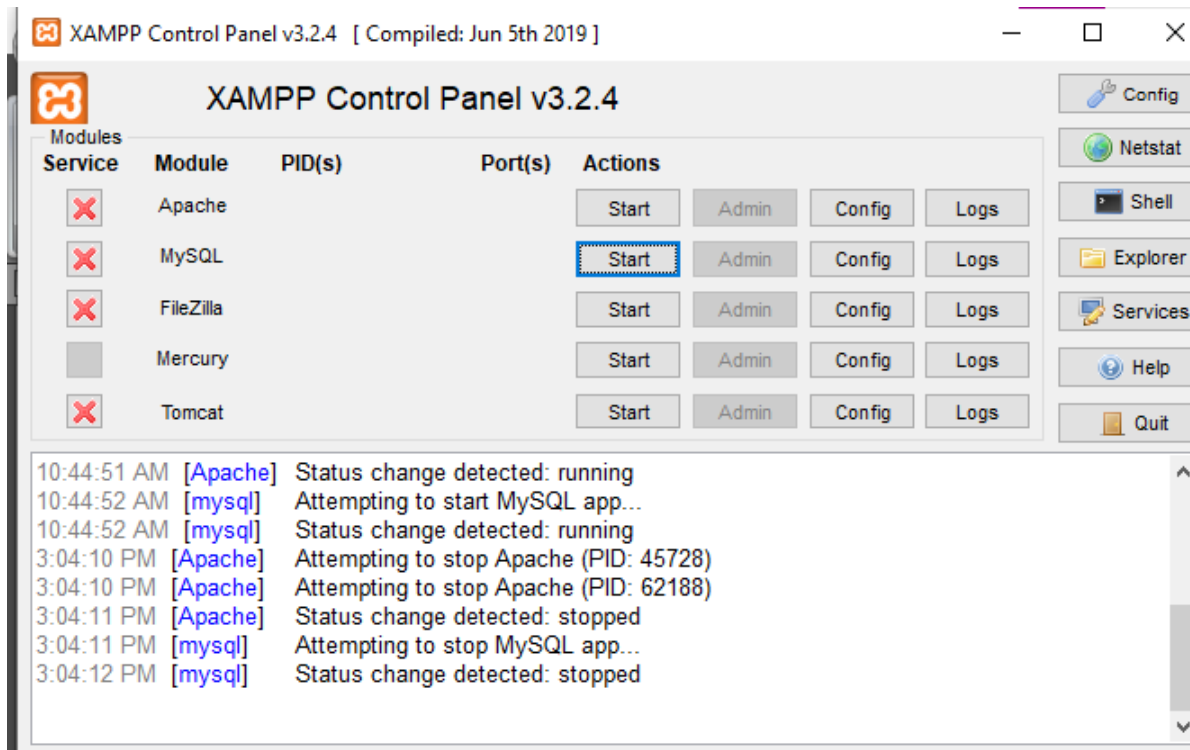 XAMPP Control Panel v3.2.4 [ Compiled: Jun 5th 2019 ]
XAMPP Control Panel v3.2.4
Config
Modules
Service Module PID(s) Port(s) Actions
Netstat
Apache Start Admin Config Logs
Shell
MySQL Start Admin Config Logs
Explorer
FileZilla Start Admin Config Logs
Services
Mercury Start Admin Config Logs
Help
Tomcat Start Admin Config Logs
Quit
10:44:51 AM [Apache] Status change detected: running
10:44:52 AM [mysql] Attempting to start MySQL app...
10:44:52 AM [mysql] Status change detected: running
3:04:10 PM [Apache] Attempting to stop Apache (PID: 45728)
3:04:10 PM [Apache] Attempting to stop Apache (PID: 62188)
3:04:11 PM [Apache] Status change detected: stopped
3:04:11 PM [mysql] Attempting to stop MySQL app...
3:04:12 PM [mysql] Status change detected: stopped